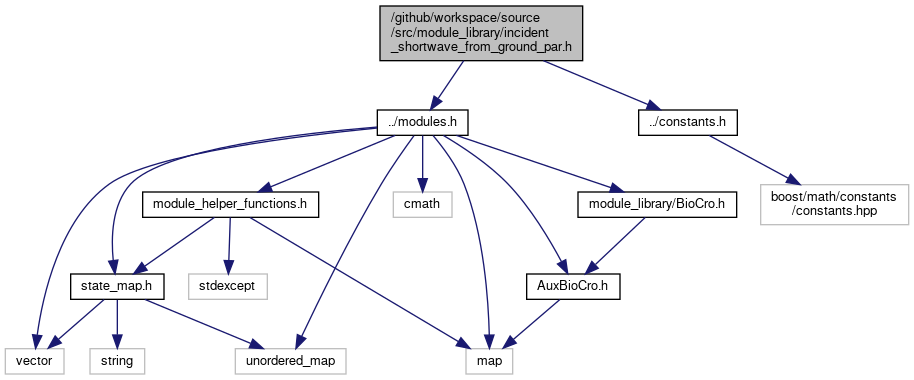 /github/workspace/source
/src/module_library/incident
_shortwave_from_ground_par.h
../modules.h
../constants.h
module_helper_functions.h
cmath
module_library/BioCro.h
boost/math/constants
/constants.hpp
state_map.h
stdexcept
AuxBioCro.h
vector
string
unordered_map
map